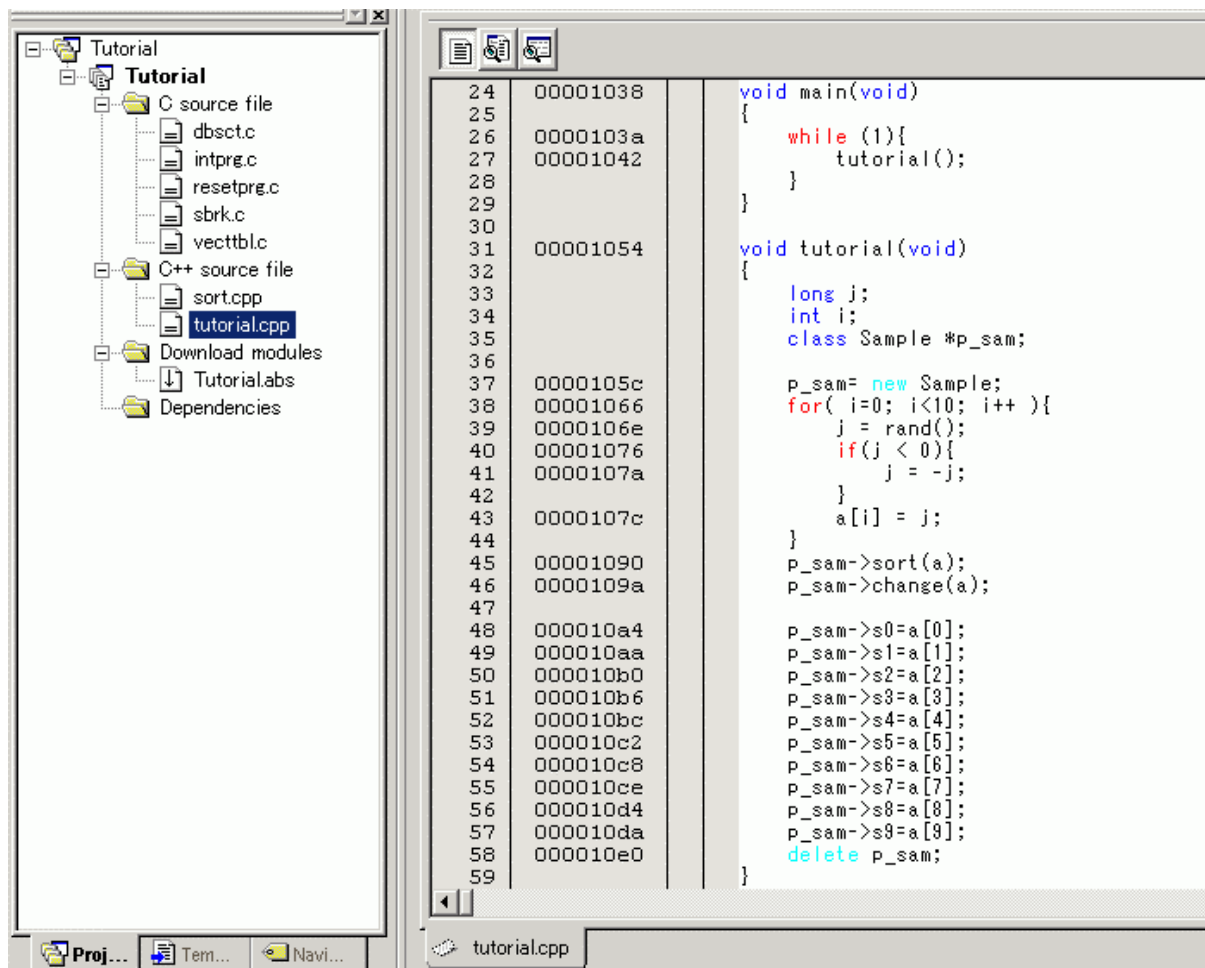 Tutorial
Tutorial
C source file
dbsct.c
intprg.c
resetprg.c
sbrk.c
vecttbl.c
C++ source file
sort.cpp
tutorial.cpp
Download modules
Tutorial.abs
Dependencies
Proj...
Tem...
Navi...
24 00001038 void main(void)
25 {
26 0000103a while (1){
27 00001042 tutorial();
28 }
29 }
30
31 00001054 void tutorial(void)
32 {
33 long j;
34 int i;
35 class Sample *p_sam;
36
37 0000105c p_sam= new Sample;
38 00001066 for( i=0; i<10; i++ ){
39 0000106e j = rand();
40 00001076 if(j < 0){
41 0000107a j = -j;
42 }
43 0000107c a[i] = j;
44 }
45 00001090 p_sam->sort(a);
46 0000109a p_sam->change(a);
47
48 000010a4 p_sam->s0=a[0];
49 000010aa p_sam->s1=a[1];
50 000010b0 p_sam->s2=a[2];
51 000010b6 p_sam->s3=a[3];
52 000010bc p_sam->s4=a[4];
53 000010c2 p_sam->s5=a[5];
54 000010c8 p_sam->s6=a[6];
55 000010ce p_sam->s7=a[7];
56 000010d4 p_sam->s8=a[8];
57 000010da p_sam->s9=a[9];
58 000010e0 delete p_sam;
59 }
tutorial.cpp